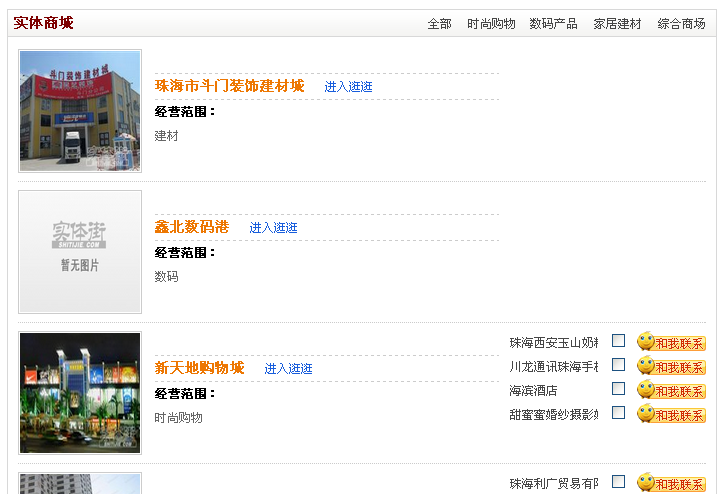 实体商城 全部 时尚购物 数码产品 家居建材 综合商场
斗门装饰建材城
珠海市斗门装饰建材城 进入逛逛
经营范围：
建材
实体街
SHITIJIE.COM
暂无图片
鑫北数码港 进入逛逛
经营范围：
数码
新天地购物城 进入逛逛
经营范围：
时尚购物
珠海西安玉山奶粉 和我联系
川龙通讯珠海手机 和我联系
海滨酒店 和我联系
甜蜜蜜婚纱摄影 和我联系
珠海利广贸易有限 和我联系